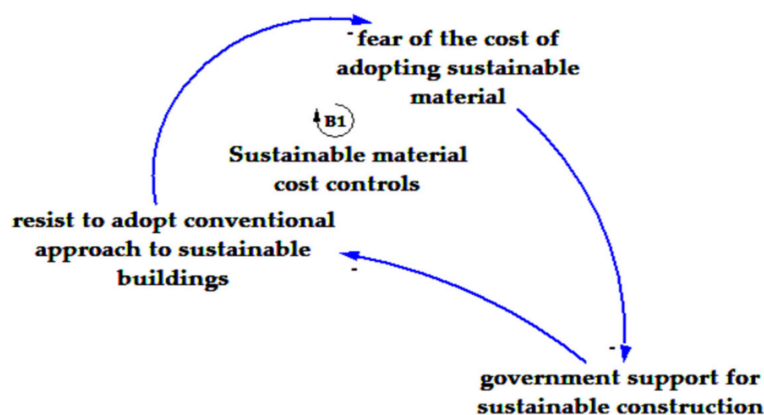 - fear of the cost of
adopting sustainable
material
B1
Sustainable material
cost controls
resist to adopt conventional
approach to sustainable
buildings
-
-
government support for
sustainable construction